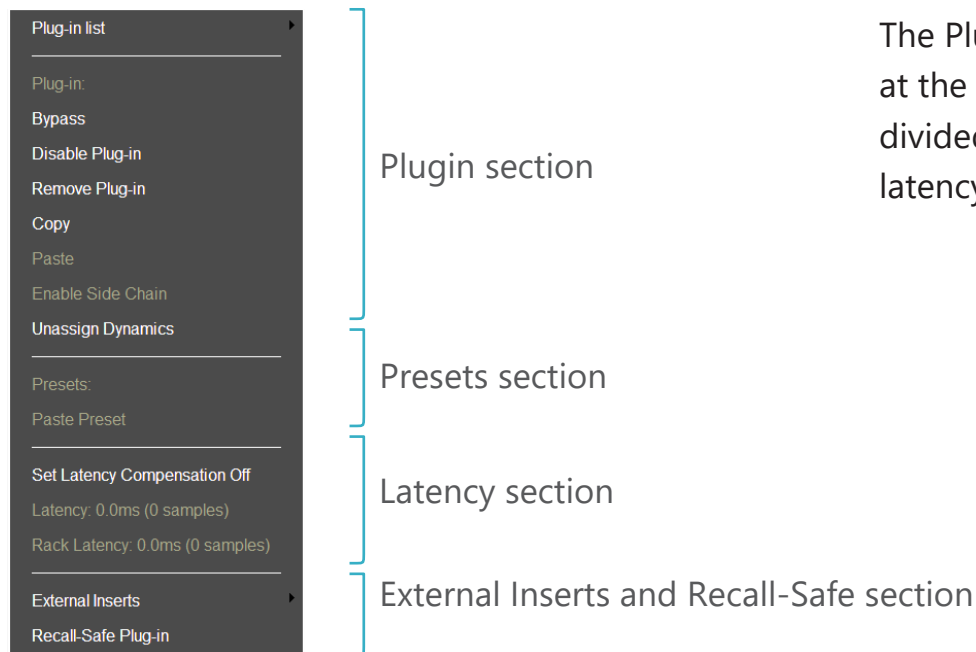 Plug-in list
Plug-in:
Bypass
Disable Plug-in
Remove Plug-in
Copy
Paste
Enable Side Chain
Unassign Dynamics
Presets:
Paste Preset
Set Latency Compensation Off
Latency: 0.0ms (0 samples)
Rack Latency: 0.0ms (0 samples)
External Inserts
Recall-Safe Plug-in
Plugin section
Presets section
Latency section
External Inserts and Recall-Safe section
The
at the